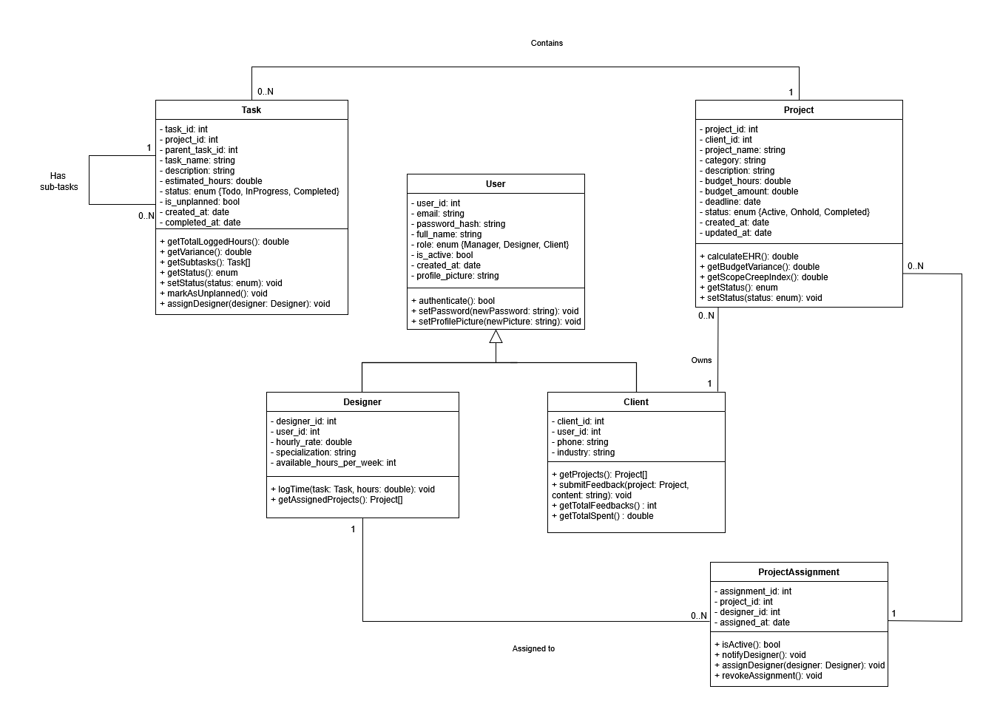 Contains
0..N
1
Task
- task_id: int
- project_id: int
- parent_task_id: int
- task_name: string
- description: string
- estimated_hours: double
- status: enum {Todo, InProgress, Completed}
- is_unplanned: bool
- created_at: date
- completed_at: date
+ getTotalLoggedHours(): double
+ getVariance(): double
+ getSubtasks(): Task[]
+ getStatus(): enum
+ setStatus(status: enum): void
+ markAsUnplanned(): void
+ assignDesigner(designer: Designer): void
1
Has
sub-tasks
0..N
User
- user_id: int
- email: string
- password_hash: string
- full_name: string
- role: enum {Manager, Designer, Client}
- is_active: bool
- created_at: date
- profile_picture: string
+ authenticate(): bool
+ setPassword(newPassword: string): void
+ setProfilePicture(newPicture: string): void
Project
- project_id: int
- client_id: int
- project_name: string
- category: string
- description: string
- budget_hours: double
- budget_amount: double
- deadline: date
- status: enum {Active, Onhold, Completed}
- created_at: date
- updated_at: date
+ calculateEHR(): double
+ getBudgetVariance(): double
+ getScopeCreepIndex(): double
+ getStatus(): enum
+ setStatus(status: enum): void
0..N
0..N
Owns
1
Designer
- designer_id: int
- user_id: int
- hourly_rate: double
- specialization: string
- available_hours_per_week: int
+ logTime(task: Task, hours: double): void
+ getAssignedProjects(): Project[]
1
Client
- client_id: int
- user_id: int
- phone: string
- industry: string
+ getProjects(): Project[]
+ submitFeedback(project: Project,
content: string): void
+ getTotalFeedbacks() : int
+ getTotalSpent() : double
ProjectAssignment
- assignment_id: int
- project_id: int
- designer_id: int
- assigned_at: date
+ isActive(): bool
+ notifyDesigner(): void
+ assignDesigner(designer: Designer): void
+ revokeAssignment(): void
0..N
1
Assigned to